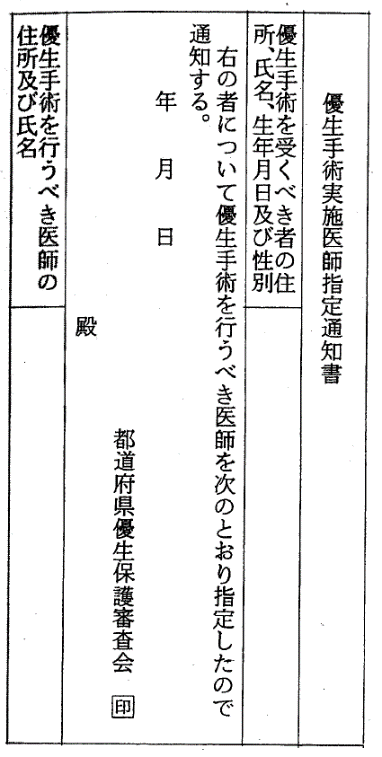 優生手術実施医師指定通知書
優生手術を受くべき者の住
所、氏名、生年月日及び性別
右の者について優生手術を行うべき医師を次のとおり指定したので
通知する。
年　月　日
都道府県優生保護審査会　印
殿
優生手術を行うべき医師の
住所及び氏名